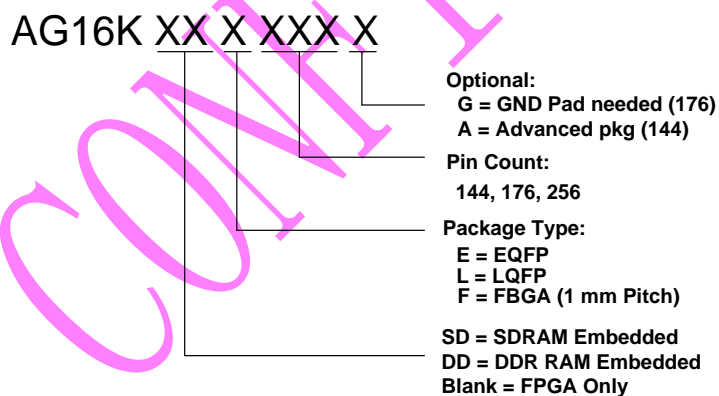 AG16K XX X XXX X
Optional:
G = GND Pad needed (176)
A = Advanced pkg (144)
Pin Count:
144, 176, 256
Package Type:
E = EQFP
L = LQFP
F = FBGA (1 mm Pitch)
SD = SDRAM Embedded
DD = DDR RAM Embedded
Blank = FPGA Only
CONF